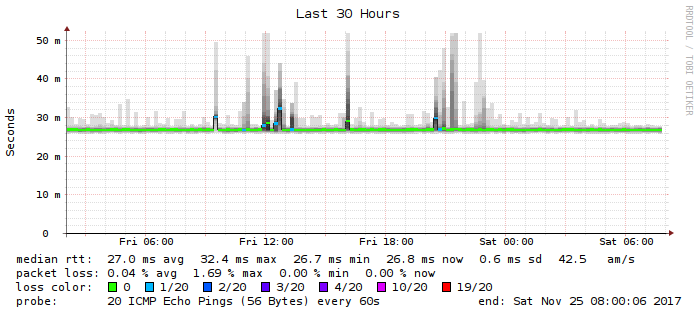 Last 30 Hours
RRDTOOL / TOBI OETIKER
Seconds
50 m
40 m
30 m
20 m
10 m
0
Fri 06:00 Fri 12:00 Fri 18:00 Sat 00:00 Sat 06:00
median rtt: 27.0 ms avg 32.4 ms max 26.7 ms min 26.8 ms now 0.6 ms sd 42.5 am/s
packet loss: 0.04 % avg 1.69 % max 0.00 % min 0.00 % now
loss color: 0 1/20 2/20 3/20 4/20 10/20 19/20
probe: 20 ICMP Echo Pings (56 Bytes) every 60s end: Sat Nov 25 08:00:06 2017